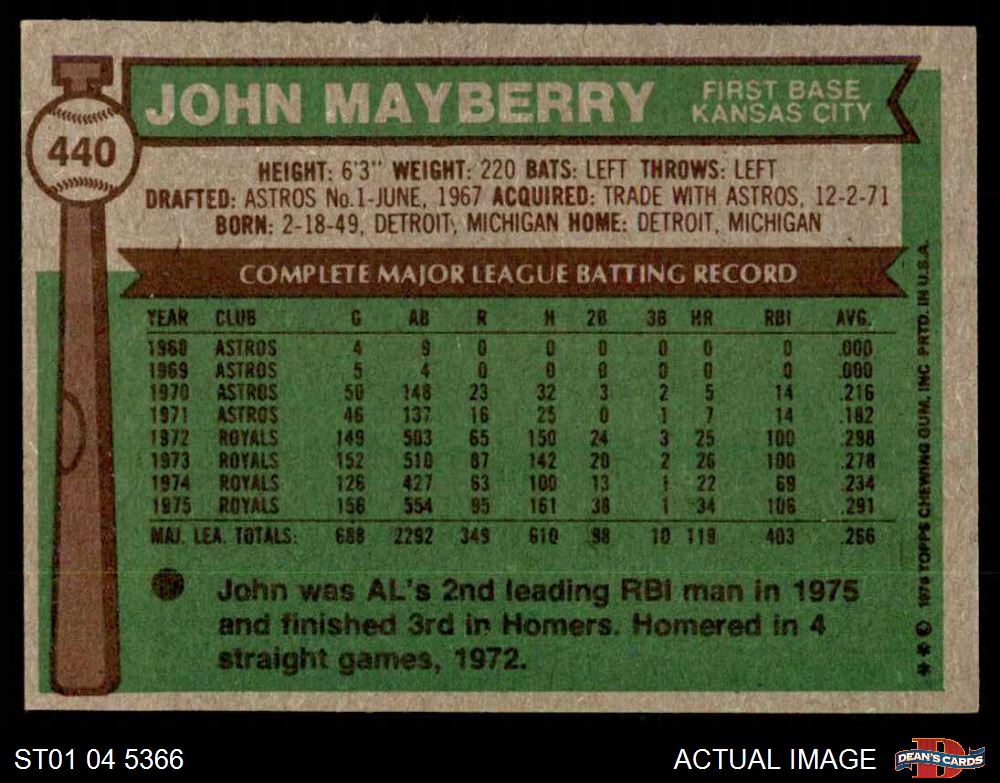 JOHN MAYBERRY
FIRST BASE
KANSAS CITY
440
HEIGHT: 6'3" WEIGHT: 220 BATS: LEFT THROWS: LEFT
DRAFTED: ASTROS No.1-JUNE, 1967 ACQUIRED: TRADE WITH ASTROS, 12-2-71
BORN: 2-18-49, DETROIT, MICHIGAN HOME: DETROIT, MICHIGAN
COMPLETE MAJOR LEAGUE BATTING RECORD
YEAR CLUB G AB R H 2B 3B HR RBI AVG.
1968 ASTROS 4 9 0 0 0 0 0 0 .000
1969 ASTROS 5 4 0 0 0 0 0 0 .000
1970 ASTROS 50 148 23 32 3 2 5 14 .216
1971 ASTROS 46 137 16 25 0 1 7 14 .182
1972 ROYALS 149 503 65 150 24 3 25 100 .298
1973 ROYALS 152 510 87 142 20 2 26 100 .278
1974 ROYALS 126 427 63 100 13 1 22 69 .234
1975 ROYALS 156 554 95 161 38 1 34 106 .291
MAJ. LEA. TOTALS: 688 2292 349 610 98 10 119 403 .266
John was AL's 2nd leading RBI man in 1975
and finished 3rd in Homers. Homered in 4
straight games, 1972.
** © 1976 TOPPS CHEWING GUM, INC PRTD. IN U.S.A.
ST01 04 5366
ACTUAL IMAGE
D
DEAN'S CARDS